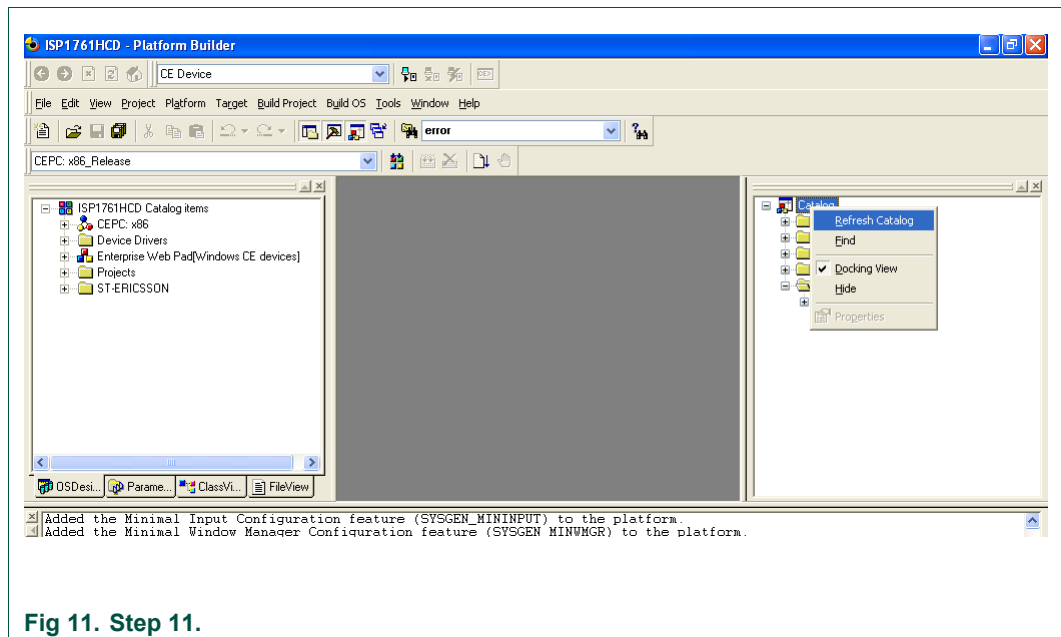 ISP1761HCD - Platform Builder
CE Device
File Edit View Project Platform Target Build Project Build OS Tools Window Help
error
CEPC: x86_Release
ISP1761HCD Catalog items
CEPC: x86
Device Drivers
Enterprise Web Pad[Windows CE devices]
Projects
ST-ERICSSON
OSDesi...
Parame...
ClassVi...
FileView
Catalog
Refresh Catalog
Find
Docking View
Hide
Properties
Added the Minimal Input Configuration feature (SYSGEN_MININPUT) to the platform.
Added the Minimal Window Manager Configuration feature (SYSGEN_MINWMGR) to the platform.
Fig 11. Step 11.